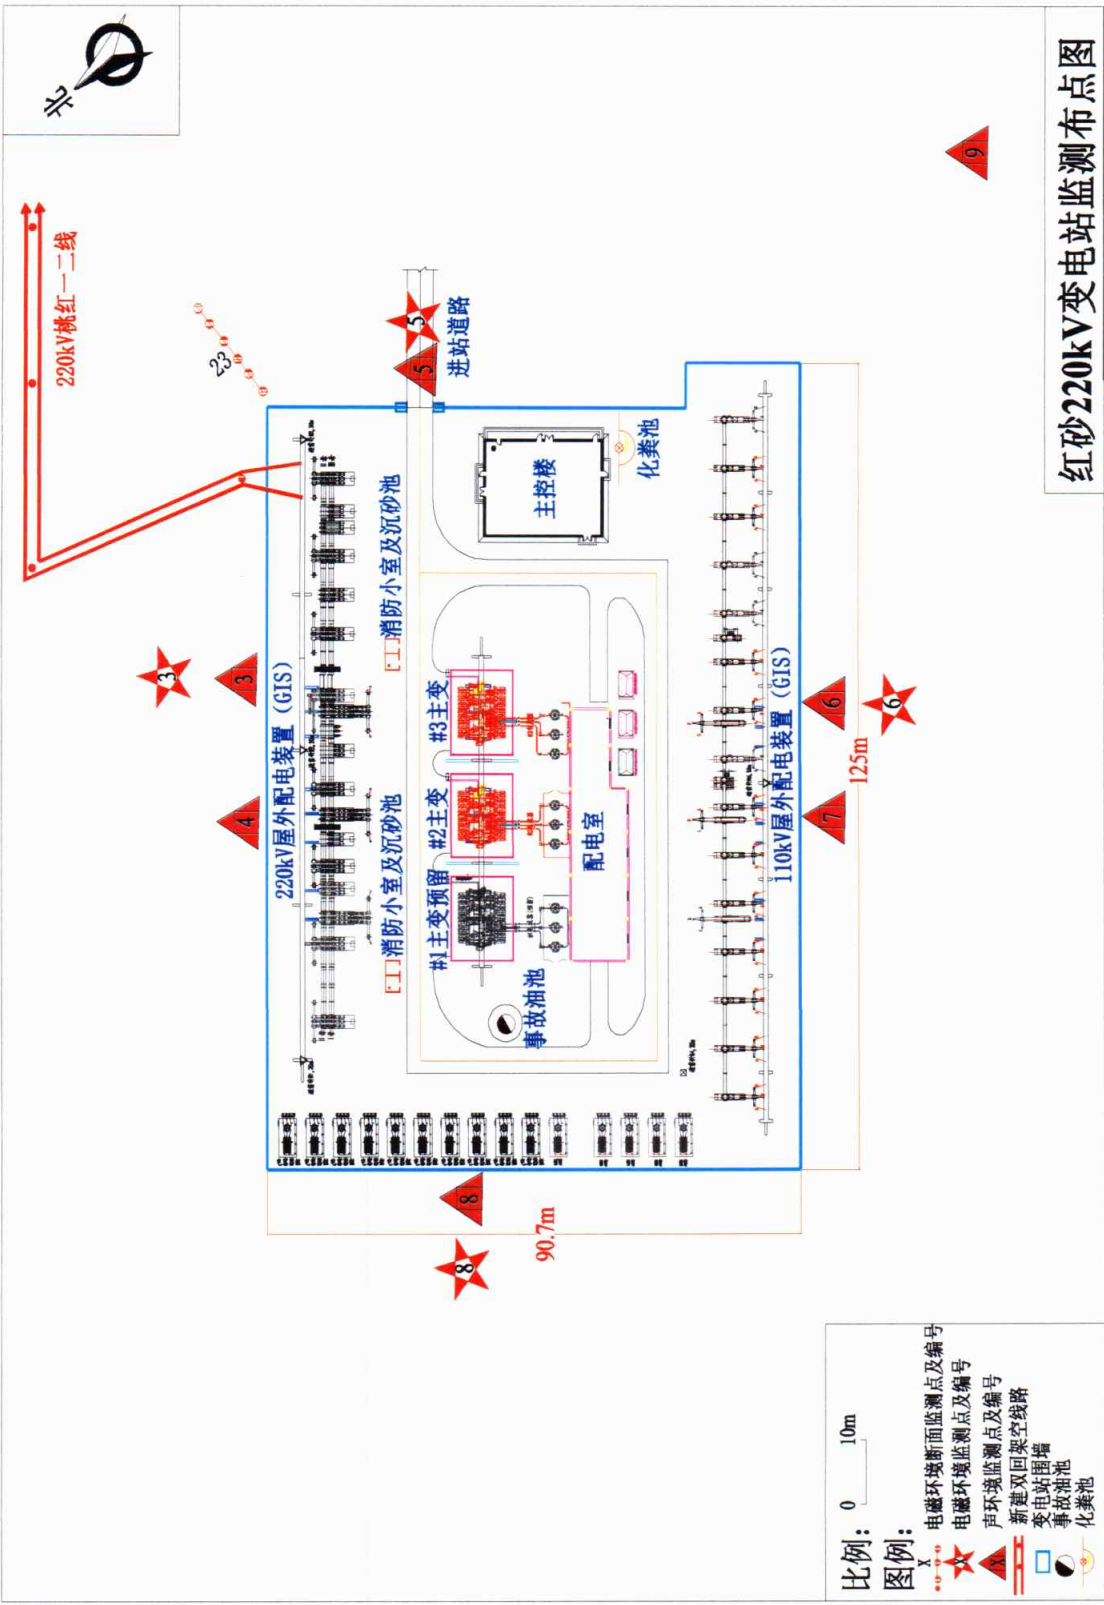 北
220kV桃红一二线
23
3
3
4
220kV屋外配电装置（GIS）
消防小室及沉砂池
消防小室及沉砂池
5
5
进站道路
#1主变预留
#2主变
#3主变
主控楼
化粪池
事故油池
配电室
8
8
90.7m
110kV屋外配电装置（GIS）
7
6
6
125m
9
红砂220kV变电站监测布点图
比例：
0 10m
图例：
X 电磁环境断面监测点及编号
X 电磁环境监测点及编号
X 声环境监测点及编号
新建双回架空线路
变电站围墙
事故油池
化粪池